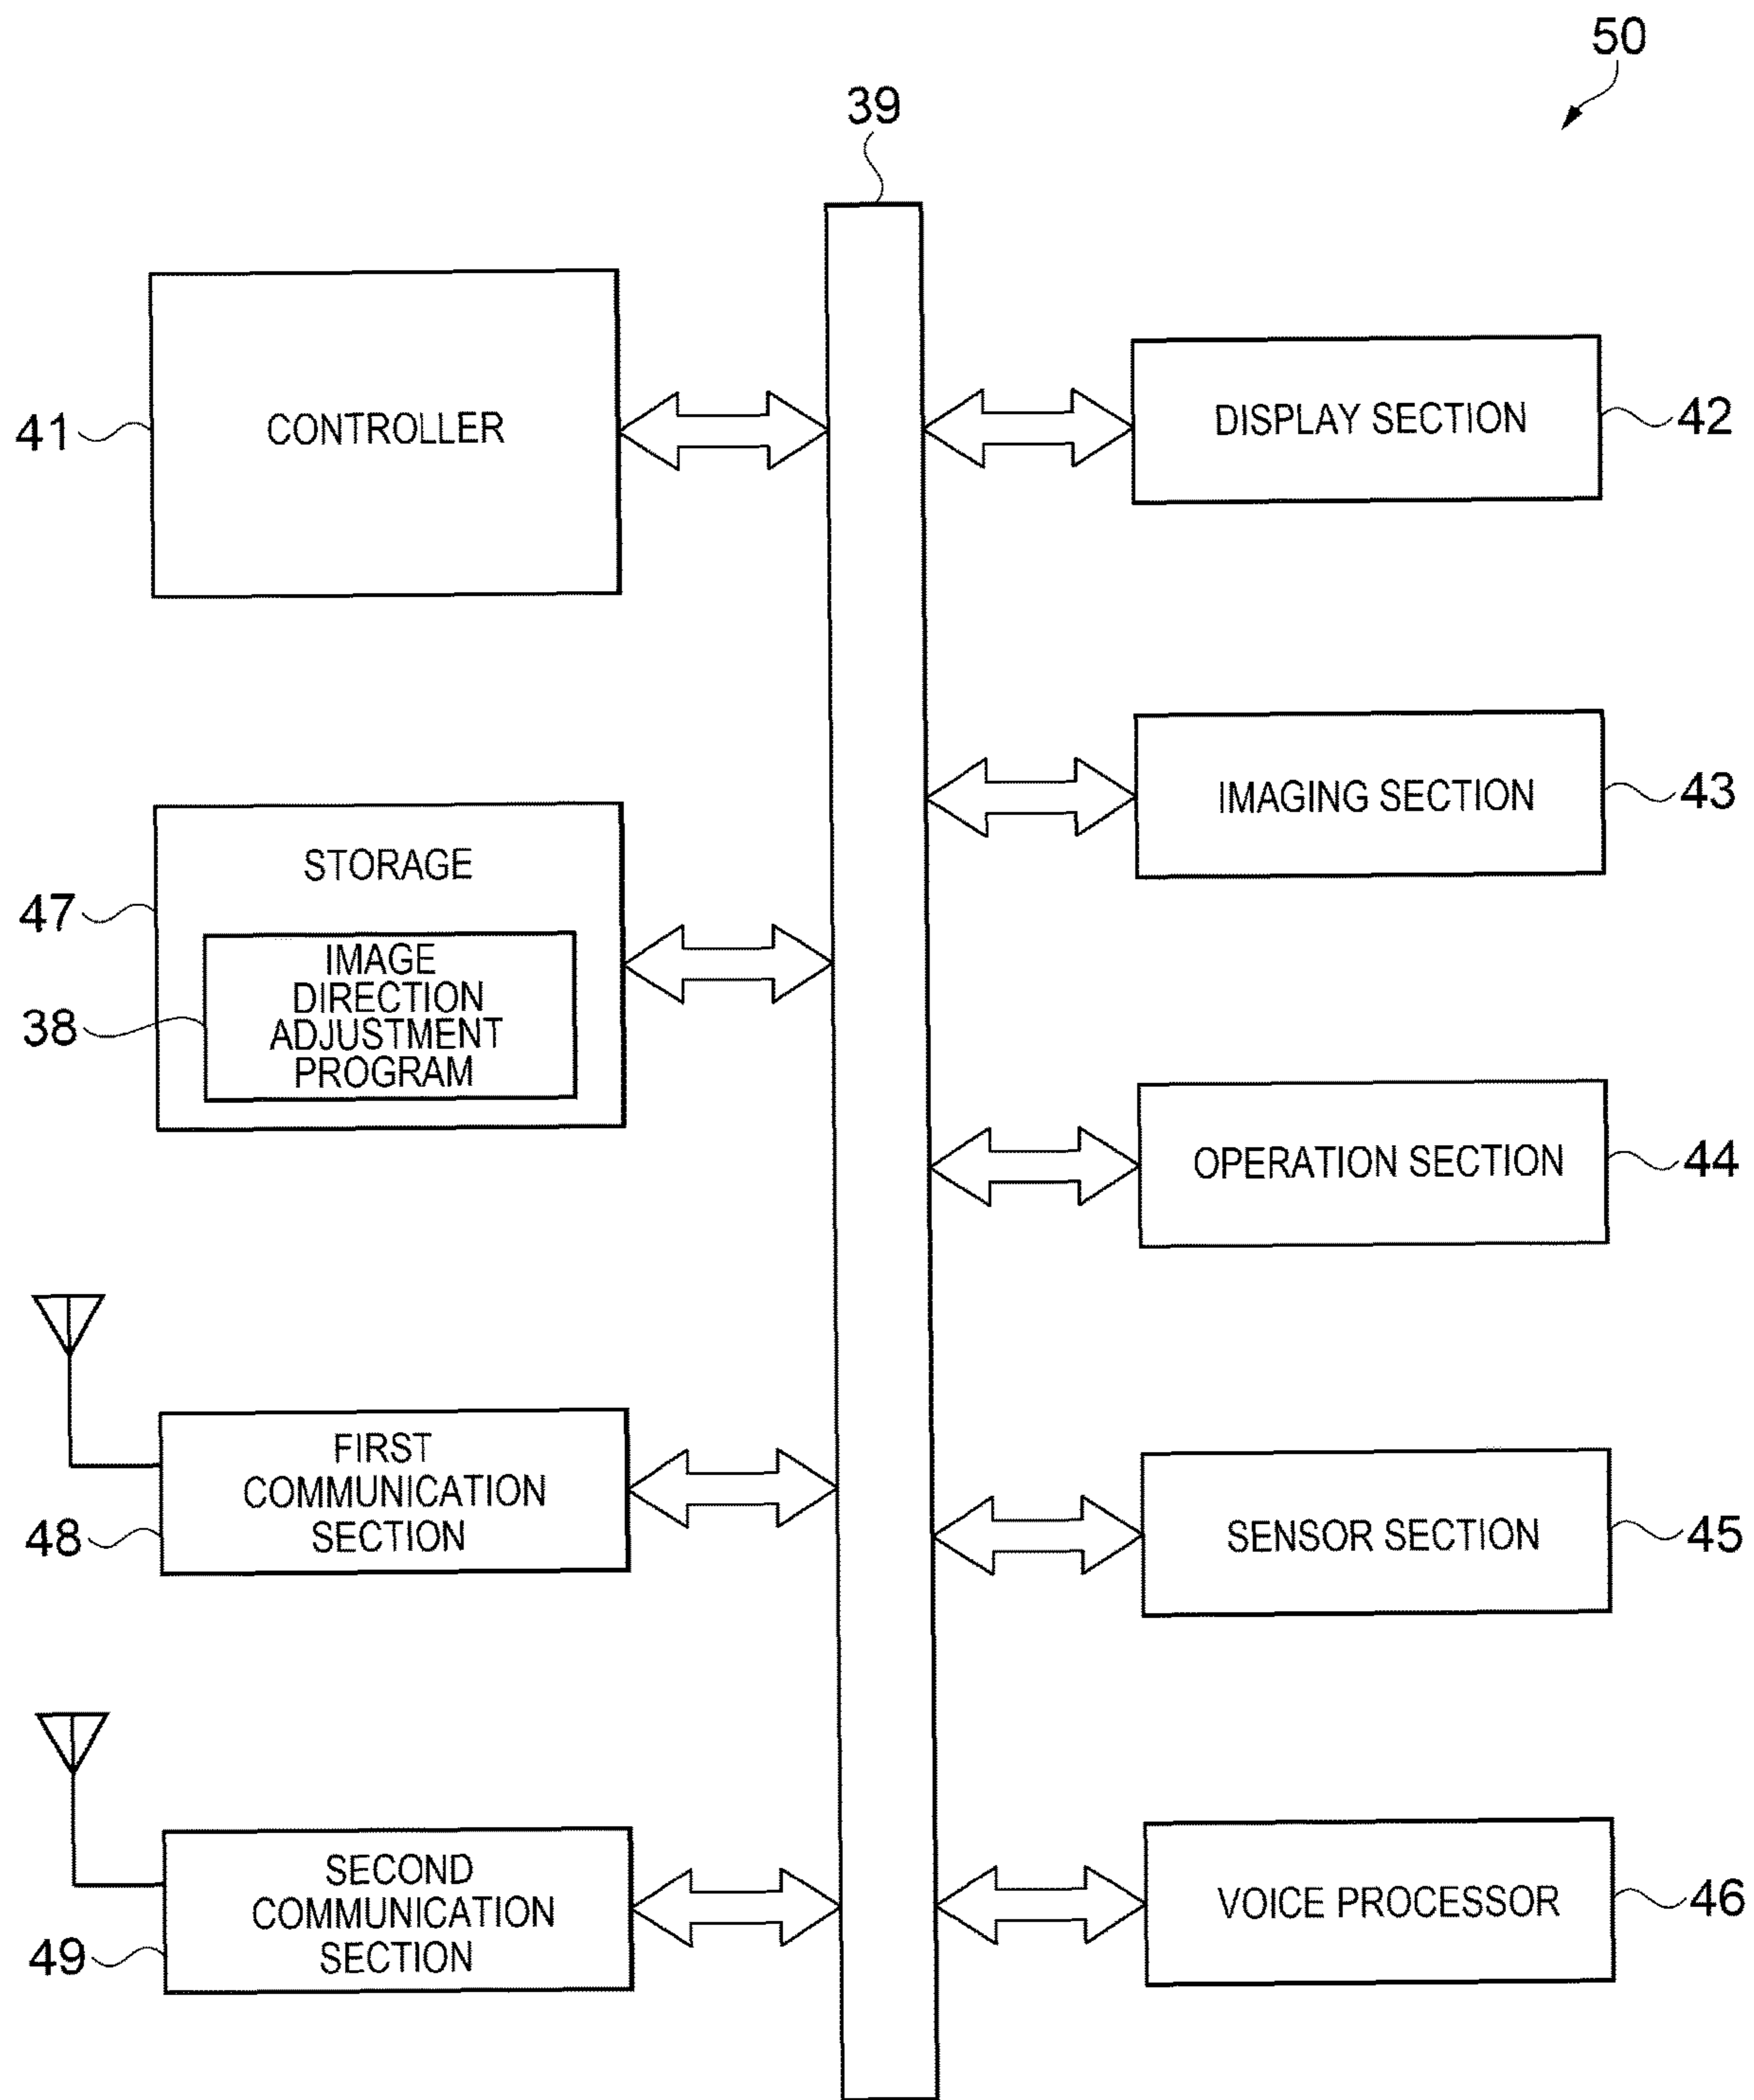 50
39
41
CONTROLLER
DISPLAY SECTION
42
IMAGING SECTION
43
47
STORAGE
38
IMAGE
DIRECTION
ADJUSTMENT
PROGRAM
OPERATION SECTION
44
48
FIRST
COMMUNICATION
SECTION
SENSOR SECTION
45
49
SECOND
COMMUNICATION
SECTION
VOICE PROCESSOR
46